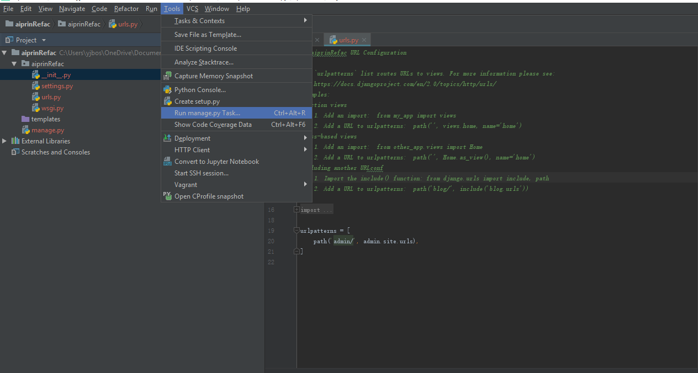 File Edit View Navigate Code Refactor Run Tools VCS Window Help
aiprinRefac aiprinRefac urls.py
Project
aiprinRefac C:\Users\yjbos\OneDrive\Docume
aiprinRefac
__init__.py
settings.py
urls.py
wsgi.py
templates
manage.py
External Libraries
Scratches and Consoles
Tasks & Contexts
Save File as Template...
IDE Scripting Console
Analyze Stacktrace...
Capture Memory Snapshot
Python Console...
Create setup.py
Run manage.py Task... Ctrl+Alt+R
Show Code Coverage Data Ctrl+Alt+F6
Deployment
HTTP Client
Convert to Jupyter Notebook
Start SSH session...
Vagrant
Open CProfile snapshot
urls.py
aiprinRefac URL Configuration
urlpatterns list routes URLs to views. For more information please see:
https://docs.djangoproject.com/en/2.1/topics/http/urls/
mples
ction views
1. Add an import: from my_app import views
2. Add a URL to urlpatterns: path('', views.home, name='home')
ss-based views
1. Add an import: from other_app.views import Home
2. Add a URL to urlpatterns: path('', Home.as_view(), name='home')
uding another URLconf
1. Import the include() function: from django.urls import include, path
2. Add a URL to urlpatterns: path('blog/', include('blog.urls'))
16 import ...
18
19 urlpatterns = [
20 path('admin/', admin.site.urls),
21 ]
22